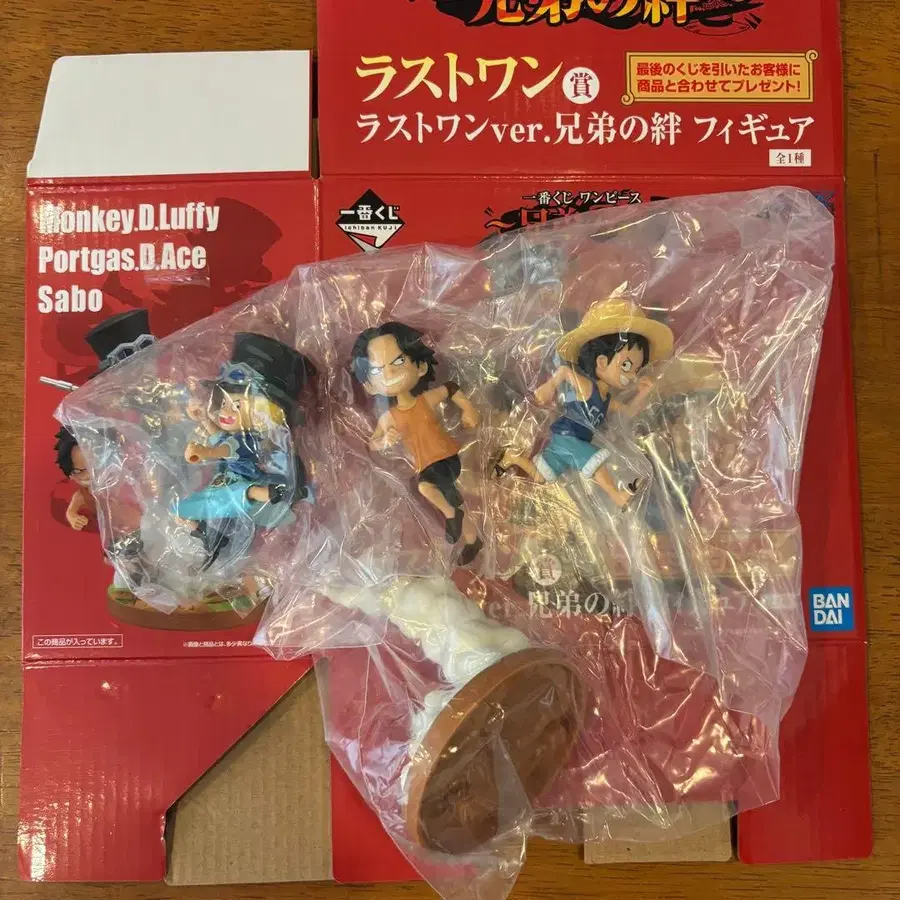 兄弟の絆
ラストワン賞
最後のくじを引いたお客様に
商品と合わせてプレゼント!
ラストワンver.兄弟の絆 フィギュア
全1種
Monkey.D.Luffy
Portgas.D.Ace
Sabo
一番くじ
Ichiban KUJI
一番くじ ワンピース
賞
ver.兄弟の絆
BAN
DAI
この商品が入っています。